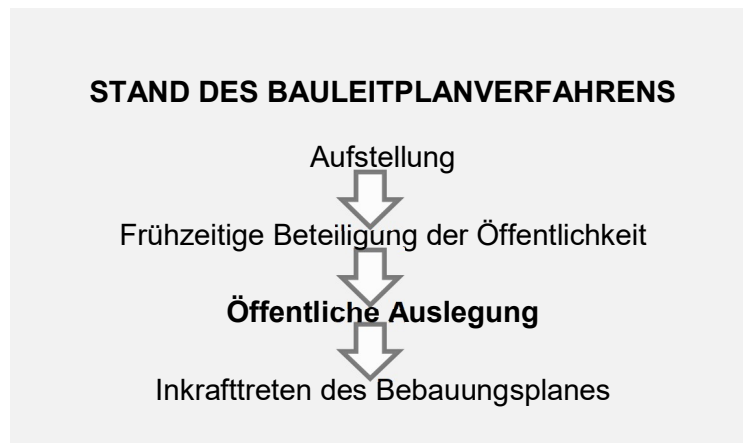 STAND DES BAULEITPLANVERFAHRENS
Aufstellung
Frühzeitige Beteiligung der Öffentlichkeit
Öffentliche Auslegung
Inkrafttreten des Bebauungsplanes